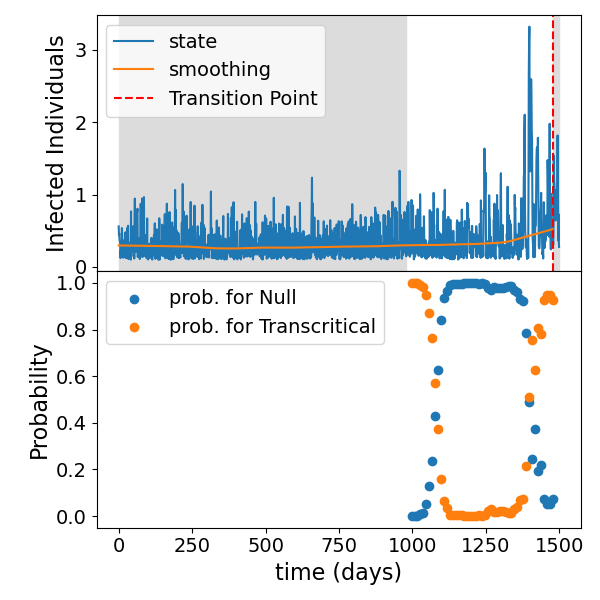 state
smoothing
Transition Point
Infected Individuals
3
2
1
0
prob. for Null
prob. for Transcritical
Probability
1.0
0.8
0.6
0.4
0.2
0.0
0 250 500 750 1000 1250 1500
time (days)